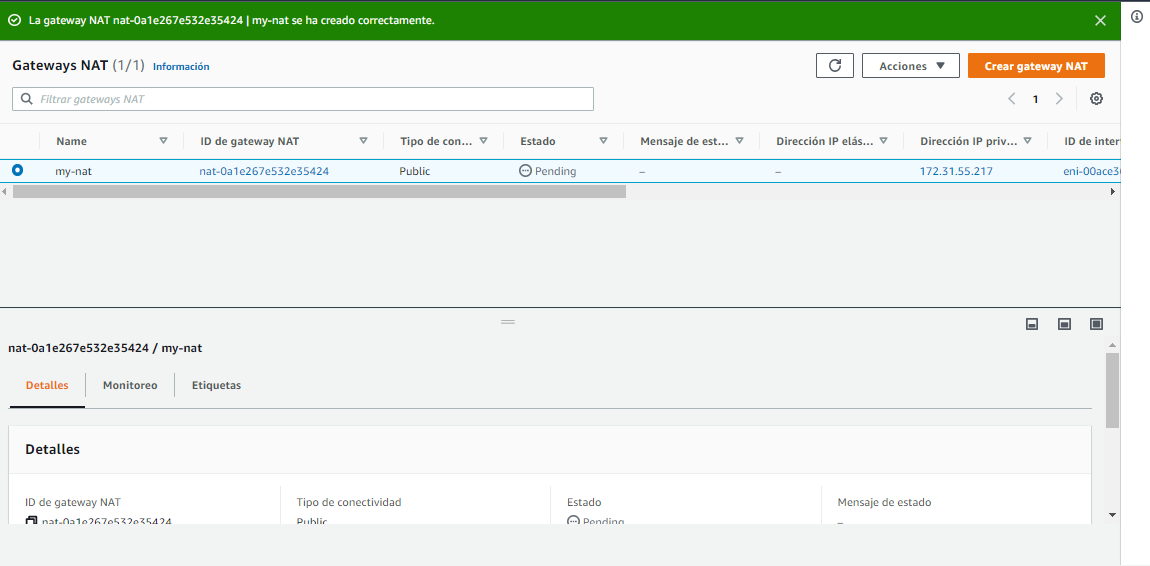 La gateway NAT nat-0a1e267e532e35424 | my-nat se ha creado correctamente.
Gateways NAT (1/1) Información
Acciones
Crear gateway NAT
Filtrar gateways NAT
1
Name ID de gateway NAT Tipo de con... Estado Mensaje de est... Dirección IP elás... Dirección IP priv... ID de inter
my-nat nat-0a1e267e532e35424 Public Pending – – 172.31.55.217 eni-00ace3
nat-0a1e267e532e35424 / my-nat
Detalles Monitoreo Etiquetas
Detalles
ID de gateway NAT Tipo de conectividad Estado Mensaje de estado
nat-0a1e267e532e35424 Public Pending –